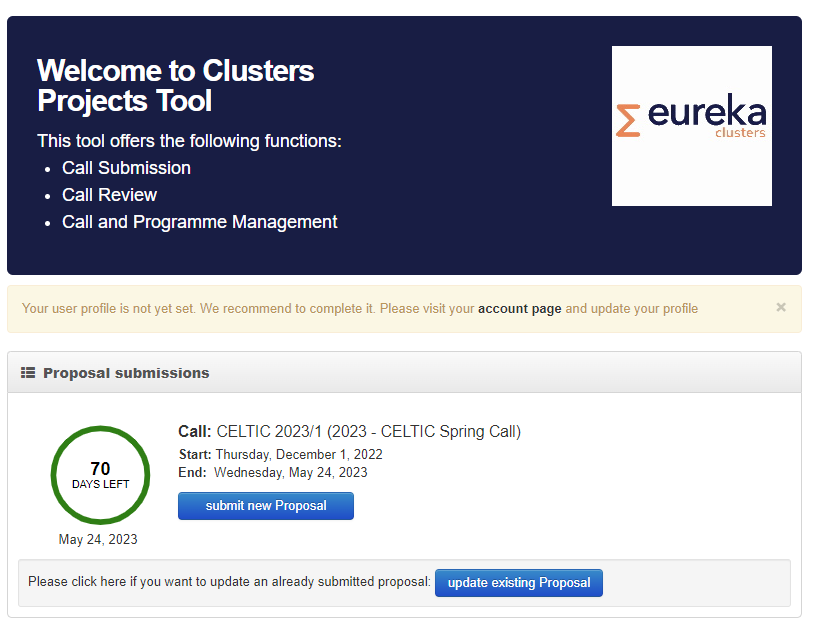 Welcome to Clusters
Projects Tool
This tool offers the following functions:
• Call Submission
• Call Review
• Call and Programme Management
eureka
clusters
Your user profile is not yet set. We recommend to complete it. Please visit your account page and update your profile ×
Proposal submissions
70
DAYS LEFT
May 24, 2023
Call: CELTIC 2023/1 (2023 - CELTIC Spring Call)
Start: Thursday, December 1, 2022
End: Wednesday, May 24, 2023
submit new Proposal
Please click here if you want to update an already submitted proposal: update existing Proposal